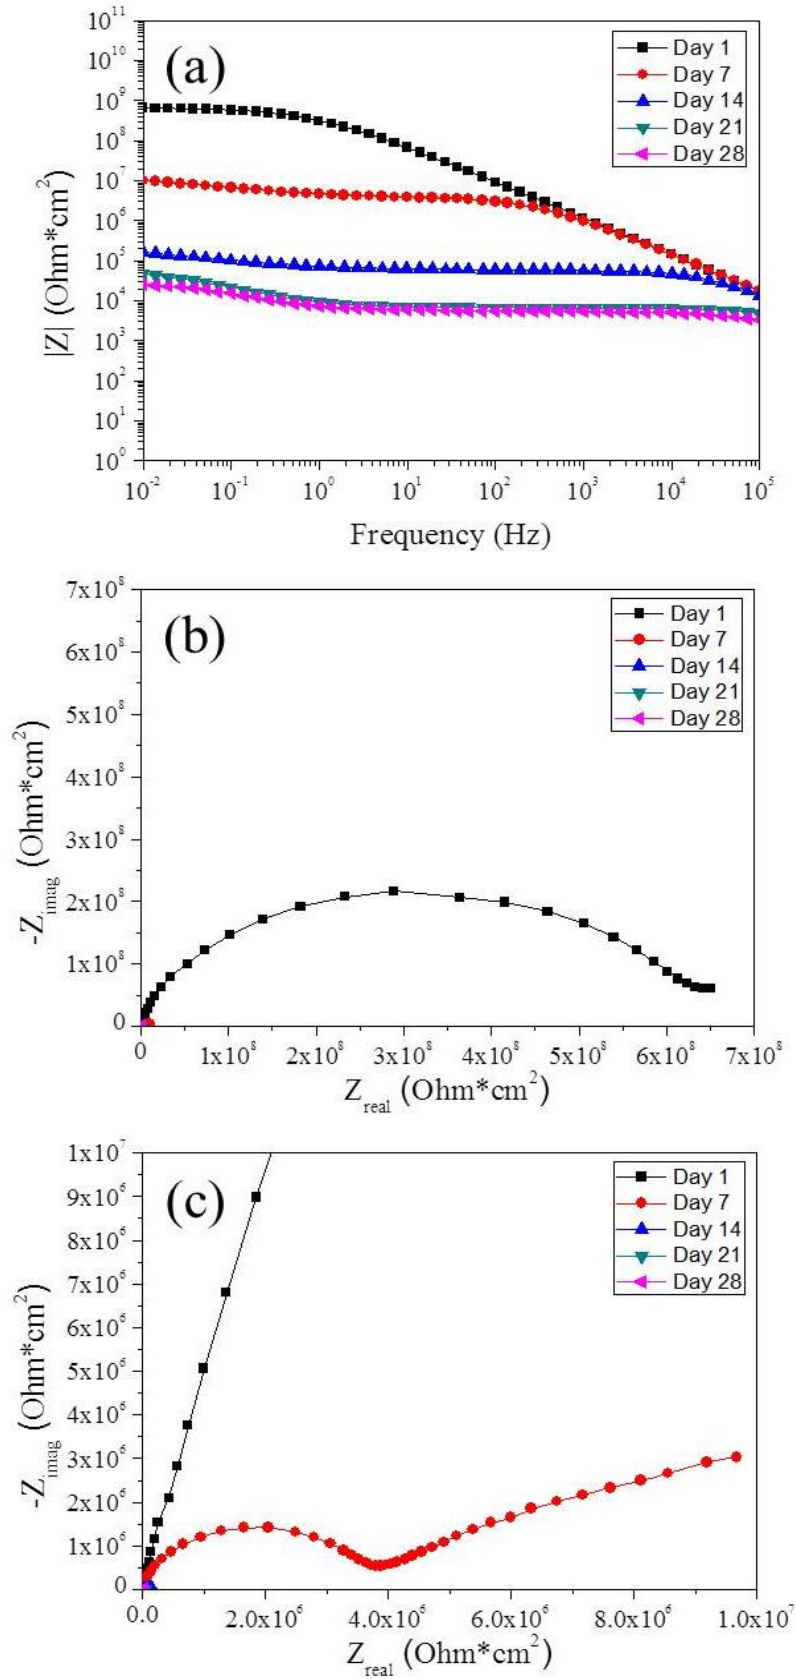 (a)
10¹¹
10¹⁰
10⁹
10⁸
10⁷
10⁶
10⁵
10⁴
10³
10²
10¹
10⁰
|Z| (Ohm*cm²)
Day 1
Day 7
Day 14
Day 21
Day 28
10⁻² 10⁻¹ 10⁰ 10¹ 10² 10³ 10⁴ 10⁵
Frequency (Hz)
(b)
7x10⁸
6x10⁸
5x10⁸
4x10⁸
3x10⁸
2x10⁸
1x10⁸
0
-Z_imag (Ohm*cm²)
Day 1
Day 7
Day 14
Day 21
Day 28
0 1x10⁸ 2x10⁸ 3x10⁸ 4x10⁸ 5x10⁸ 6x10⁸ 7x10⁸
Z_real (Ohm*cm²)
(c)
1x10⁷
9x10⁶
8x10⁶
7x10⁶
6x10⁶
5x10⁶
4x10⁶
3x10⁶
2x10⁶
1x10⁶
0
-Z_imag (Ohm*cm²)
Day 1
Day 7
Day 14
Day 21
Day 28
0.0 2.0x10⁶ 4.0x10⁶ 6.0x10⁶ 8.0x10⁶ 1.0x10⁷
Z_real (Ohm*cm²)